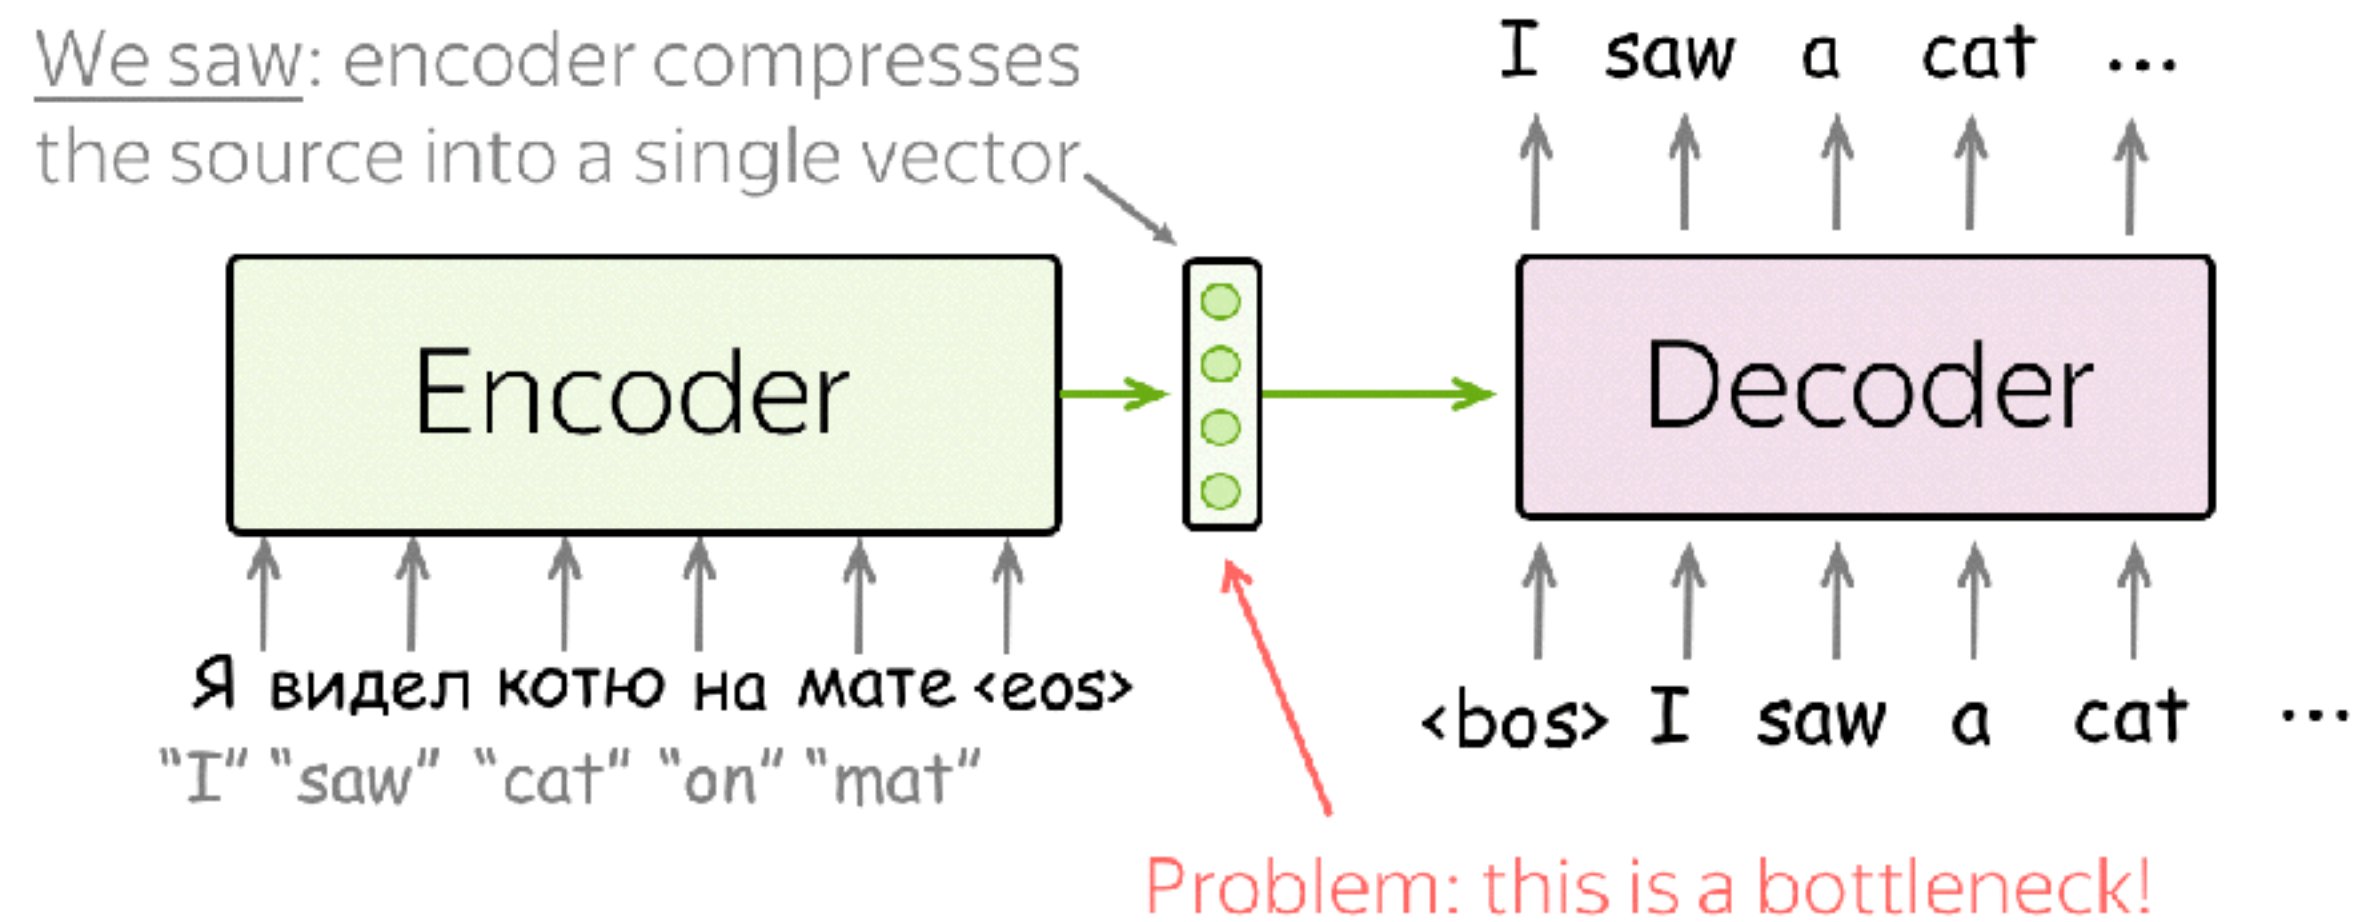 We saw: encoder compresses
the source into a single vector
I saw a cat ...
Encoder
Decoder
Я видел котю на мате <eos>
"I" "saw" "cat" "on" "mat"
<bos> I saw a cat ...
Problem: this is a bottleneck!